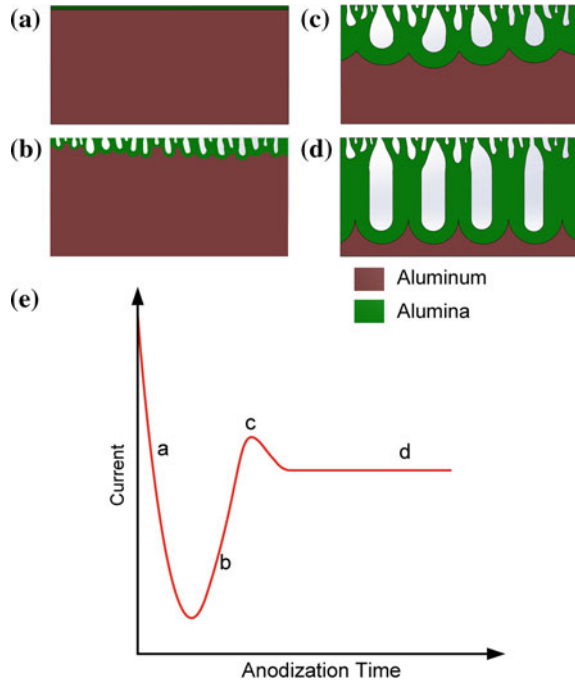 (a)
(c)
(b)
(d)
Aluminum
Alumina
(e)
c
a
d
b
Current
Anodization Time